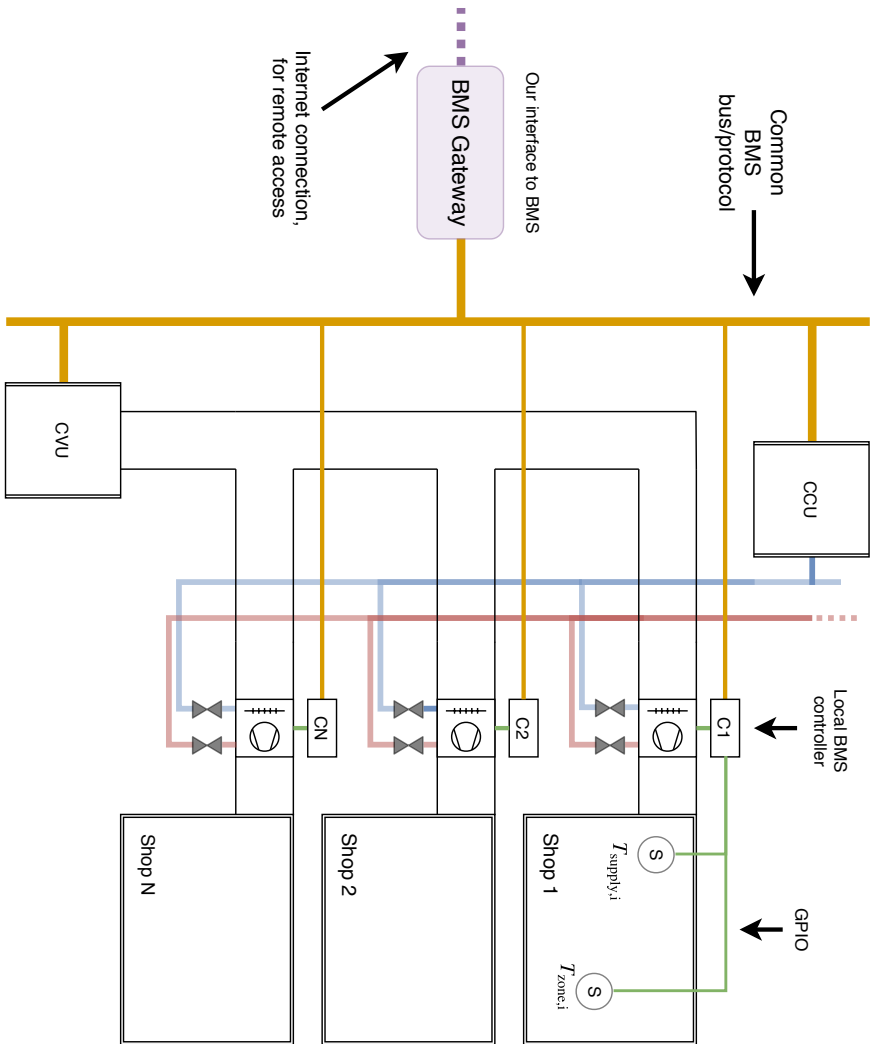 Internet connection,
for remote access
BMS Gateway
Our interface to BMS
Common
BMS
bus/protocol
CVU
CCU
CN
C2
C1
Local BMS
controller
Shop N
Shop 2
Shop 1
S
T_supply,i
S
T_zone,i
GPIO